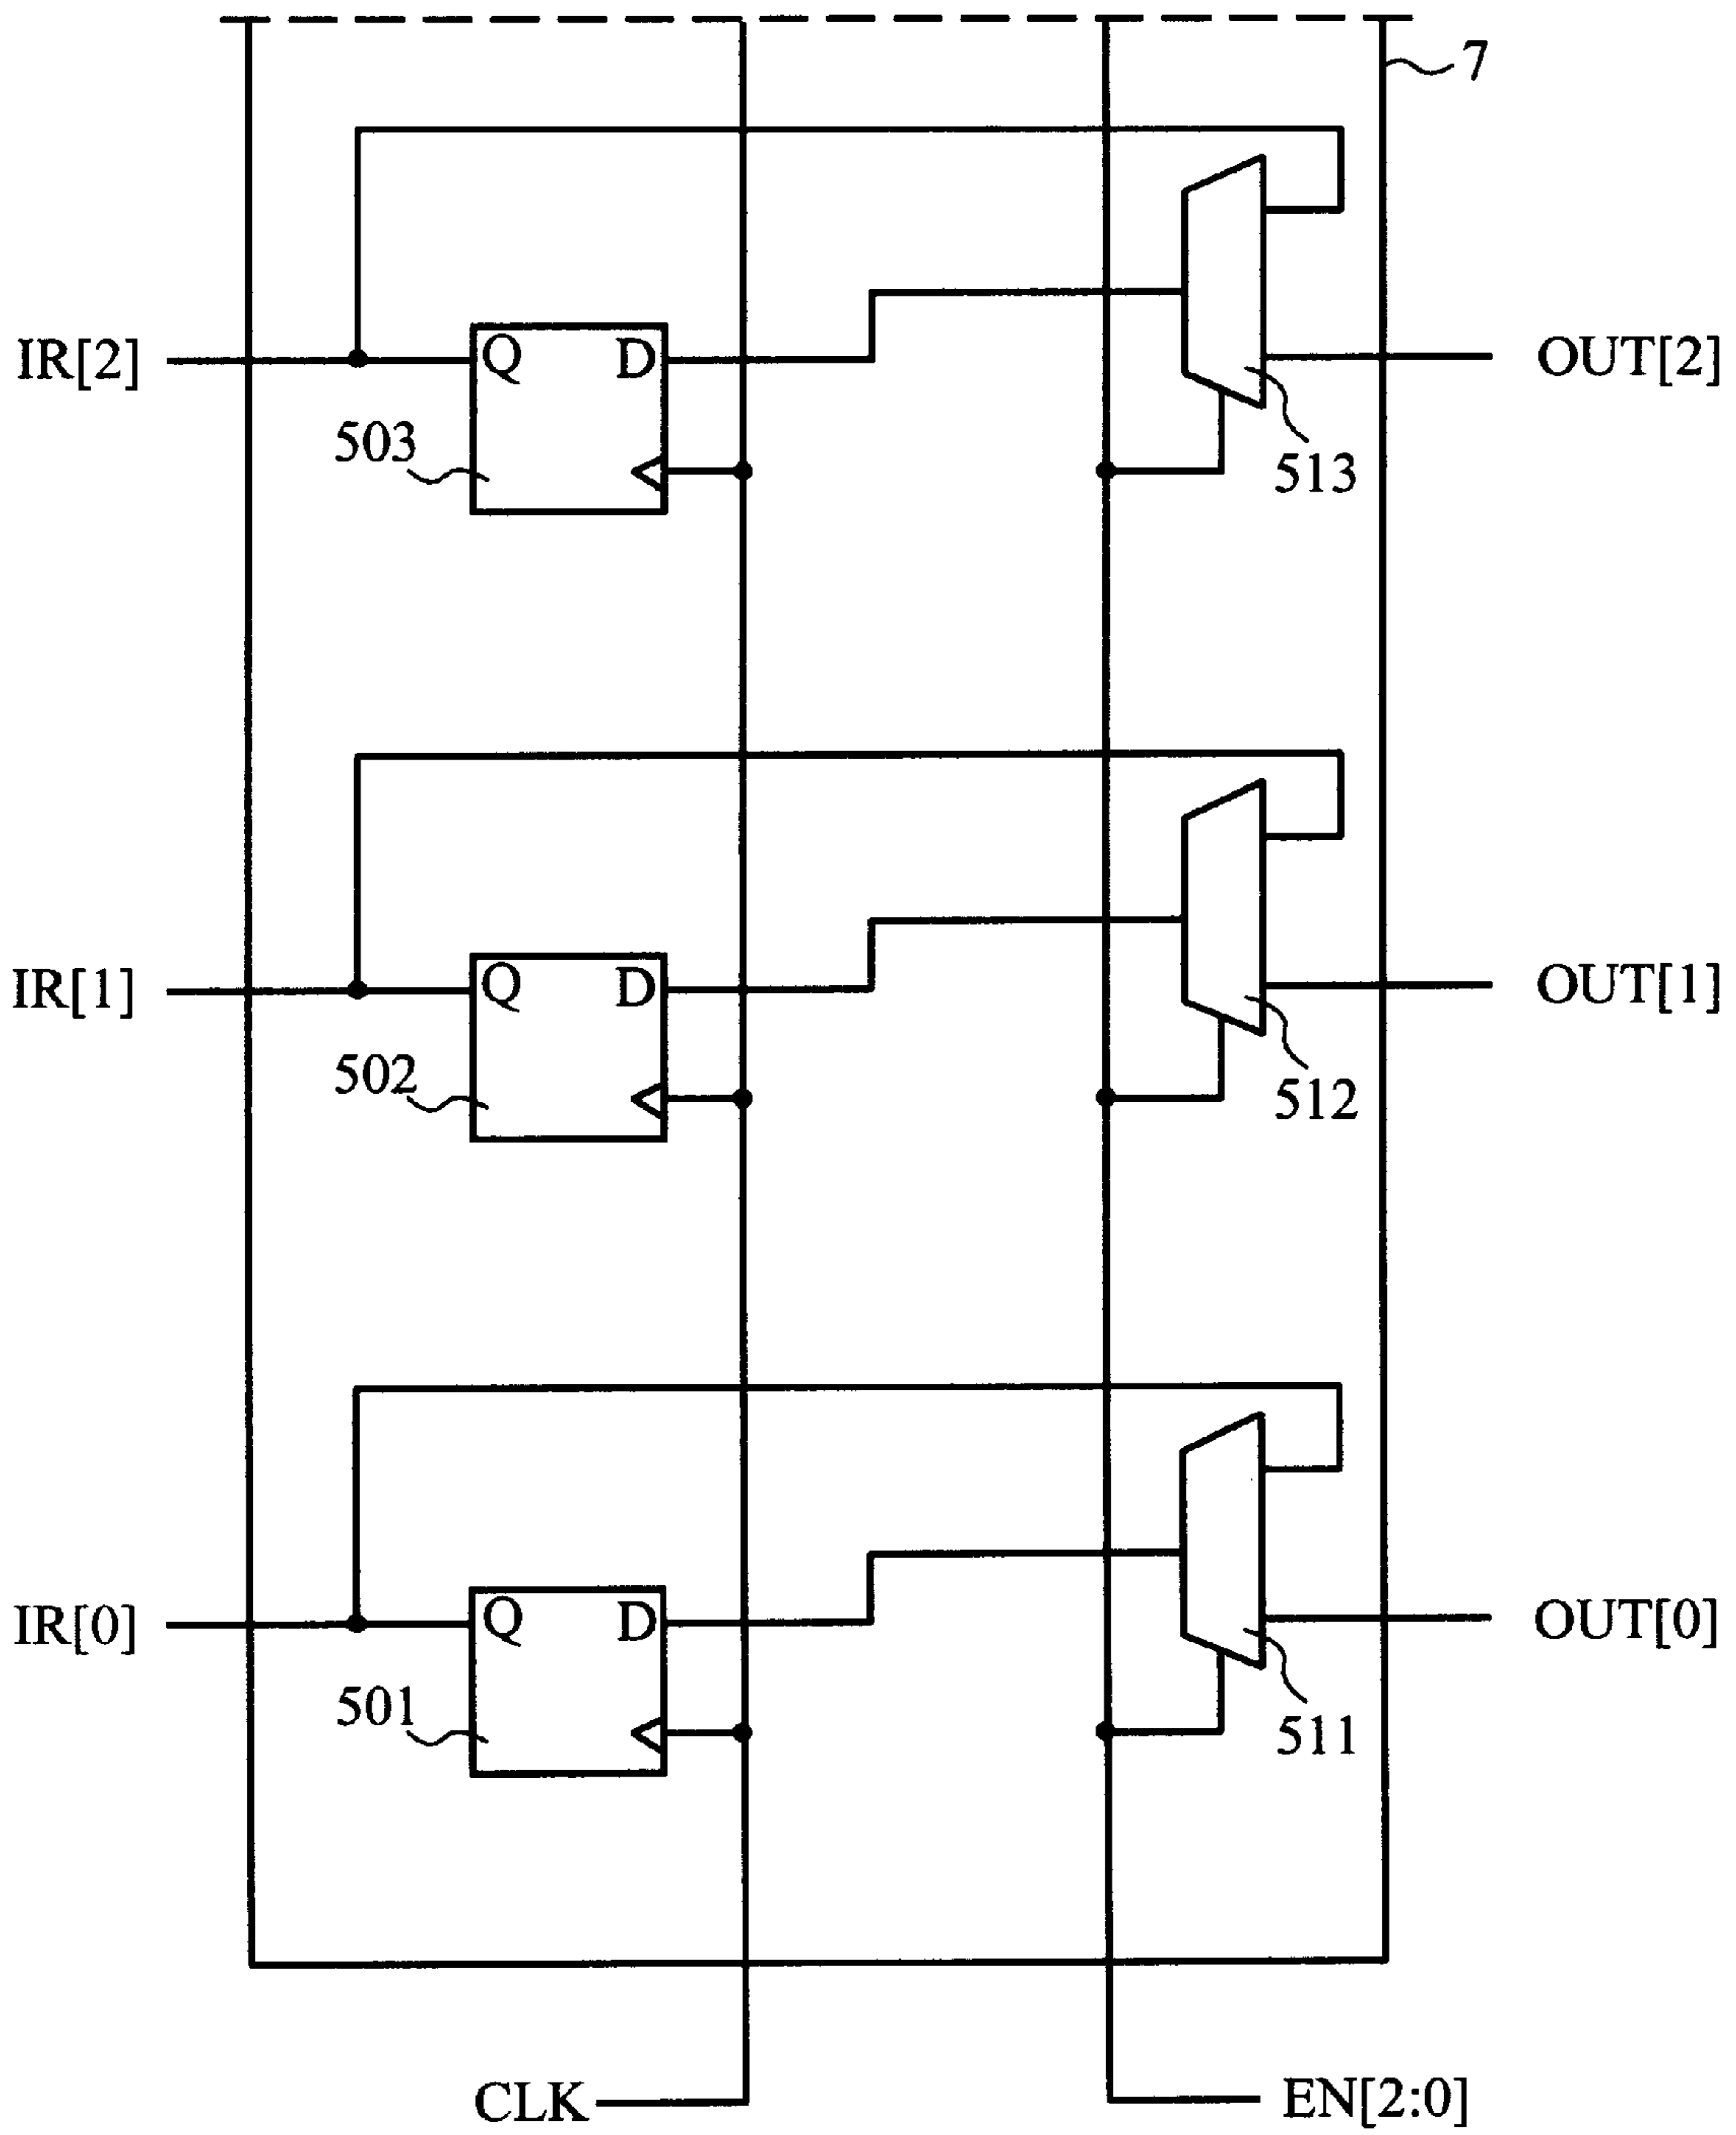 7
IR[2]
Q
D
OUT[2]
503
513
IR[1]
Q
D
OUT[1]
502
512
IR[0]
Q
D
OUT[0]
501
511
CLK
EN[2:0]